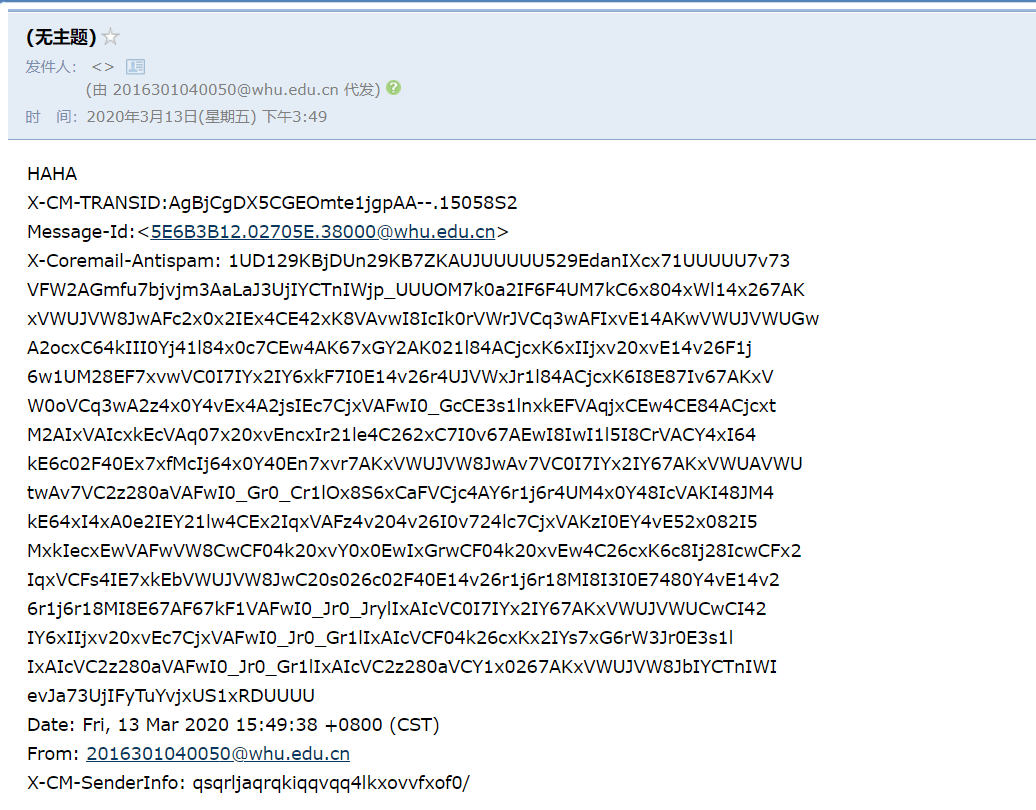 (无主题)
发件人： <>
(由 2016301040050@whu.edu.cn 代发)
时 间： 2020年3月13日(星期五) 下午3:49
HAHA
X-CM-TRANSID:AgBjCgDX5CGEOmte1jgpAA--.15058S2
Message-Id:<5E6B3B12.02705E.38000@whu.edu.cn>
X-Coremail-Antispam: 1UD129KBjDUn29KB7ZKAUJUUUUU529EdanIXcx71UUUUU7v73
VFW2AGmfu7bjvjm3AaLaJ3UjIYCTnIWjp_UUUOM7k0a2IF6F4UM7kC6x804xWl14x267AK
xVWUJVW8JwAFc2x0x2IEx4CE42xK8VAvwI8IcIk0rVWrJVCq3wAFIxvE14AKwVWUJVWUGw
A2ocxC64kIII0Yj41l84x0c7CEw4AK67xGY2AK021l84ACjcxK6xIIjxv20xvE14v26F1j
6w1UM28EF7xvwVC0I7IYx2IY6xkF7I0E14v26r4UJVWxJr1l84ACjcxK6I8E87Iv67AKxV
W0oVCq3wA2z4x0Y4vEx4A2jsIEc7CjxVAFwI0_GcCE3s1lnxkEFVAqjxCEw4CE84ACjcxt
M2AIxVAIcxkEcVAq07x20xvEncxIr21le4C262xC7I0v67AEwI8IwI1l5I8CrVACY4xI64
kE6c02F40Ex7xfMcIj64x0Y40En7xvr7AKxVWUJVW8JwAv7VC0I7IYx2IY67AKxVWUAVWU
twAv7VC2z280aVAFwI0_Gr0_Cr1lOx8S6xCaFVCjc4AY6r1j6r4UM4x0Y48IcVAKI48JM4
kE64xI4xA0e2IEY21lw4CEx2IqxVAFz4v204v26I0v724lc7CjxVAKzI0EY4vE52x082I5
MxkIecxEwVAFwVW8CwCF04k20xvY0x0EwIxGrwCF04k20xvEw4C26cxK6c8Ij28IcwCFx2
IqxVCFs4IE7xkEbVWUJVW8JwC20s026c02F40E14v26r1j6r18MI8I3I0E7480Y4vE14v2
6r1j6r18MI8E67AF67kF1VAFwI0_Jr0_JrylIxAIcVC0I7IYx2IY67AKxVWUJVWUCwCI42
IY6xIIjxv20xvEc7CjxVAFwI0_Jr0_Gr1lIxAIcVCF04k26cxKx2IYs7xG6rW3Jr0E3s1l
IxAIcVC2z280aVAFwI0_Jr0_Gr1lIxAIcVC2z280aVCY1x0267AKxVWUJVW8JbIYCTnIWI
evJa73UjIFyTuYvjxUS1xRDUUUU
Date: Fri, 13 Mar 2020 15:49:38 +0800 (CST)
From: 2016301040050@whu.edu.cn
X-CM-SenderInfo: qsqrljaqrqkiqqvqq4lkxovvfxof0/